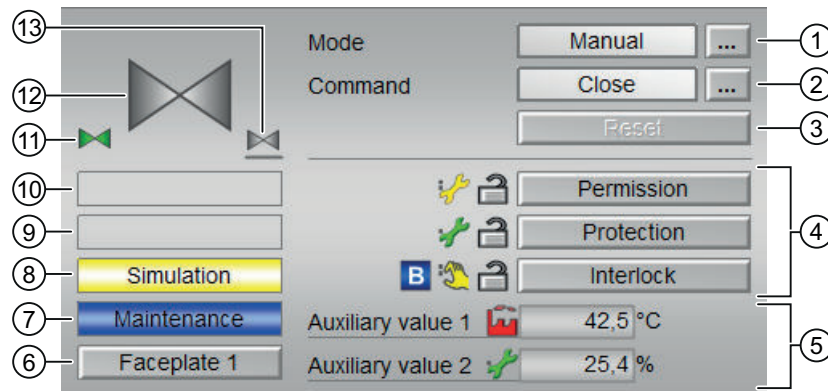 13
Mode Manual ... 1
12
Command Close ... 2
11
Reset 3
10
Permission
9
Protection 4
8 Simulation B Interlock
7 Maintenance Auxiliary value 1 42,5 °C
5
6 Faceplate 1 Auxiliary value 2 25,4 %